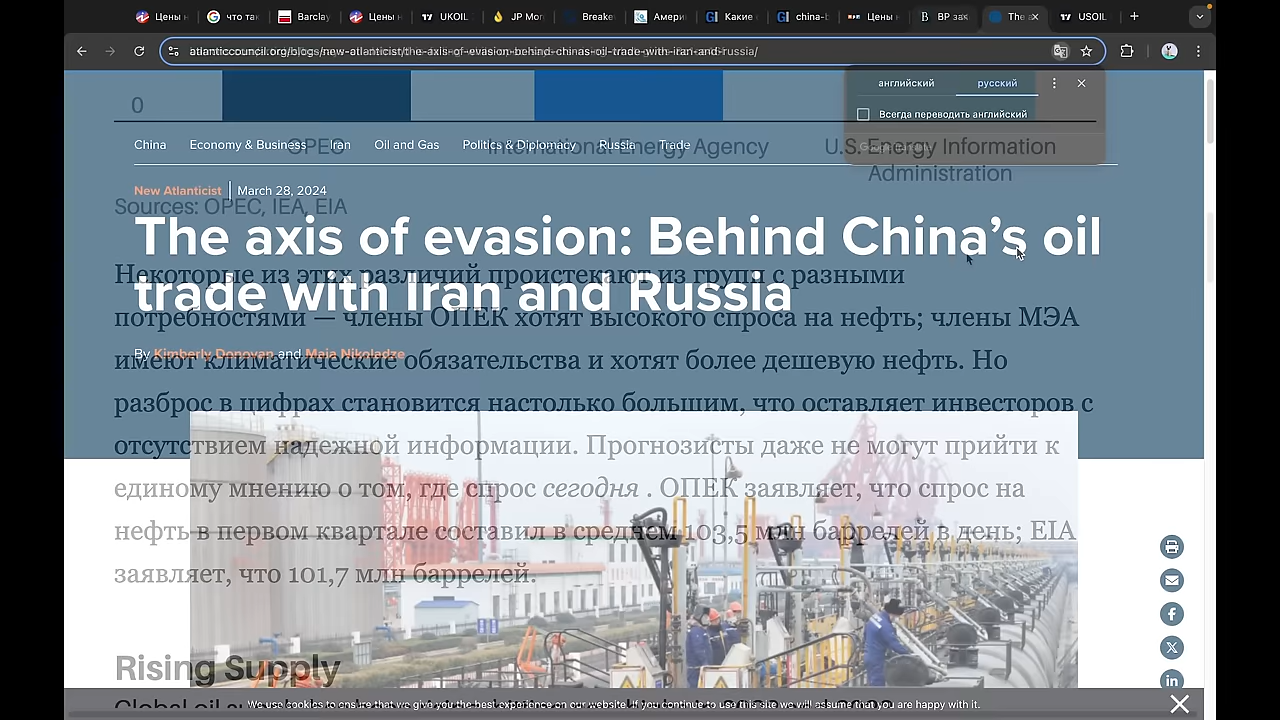 Цены н
что так
Barclay
Цены н
UKOIL
JP Mor
Breake
Амери
Какие
china-b
Цены
BP зах
The a
USOIL
atlanticcouncil.org/blogs/new-atlanticist/the-axis-of-evasion-behind-chinas-oil-trade-with-iran-and-russia/
английский русский
Всегда переводить английский
0
OPEC International Energy Agency U.S. Energy Information
Administration
China Economy & Business Iran Oil and Gas Politics & Diplomacy Russia Trade
New Atlanticist March 28, 2024
Sources: OPEC, IEA, EIA
The axis of evasion: Behind China’s oil
trade with Iran and Russia
By Kimberly Donovan and Maia Nikoladze
Некоторые из этих различий проистекают из групп с разными
потребностями — члены ОПЕК хотят высокого спроса на нефть; члены МЭА
имеют климатические обязательства и хотят более дешевую нефть. Но
разброс в цифрах становится настолько большим, что оставляет инвесторов с
отсутствием надежной информации. Прогнозисты даже не могут прийти к
единому мнению о том, где спрос сегодня . ОПЕК заявляет, что спрос на
нефть в первом квартале составил в среднем 103,5 млн баррелей в день; EIA
заявляет, что 101,7 млн баррелей.
Rising Supply
We use cookies to ensure that we give you the best experience on our website. If you continue to use this site we will assume that you are happy with it.